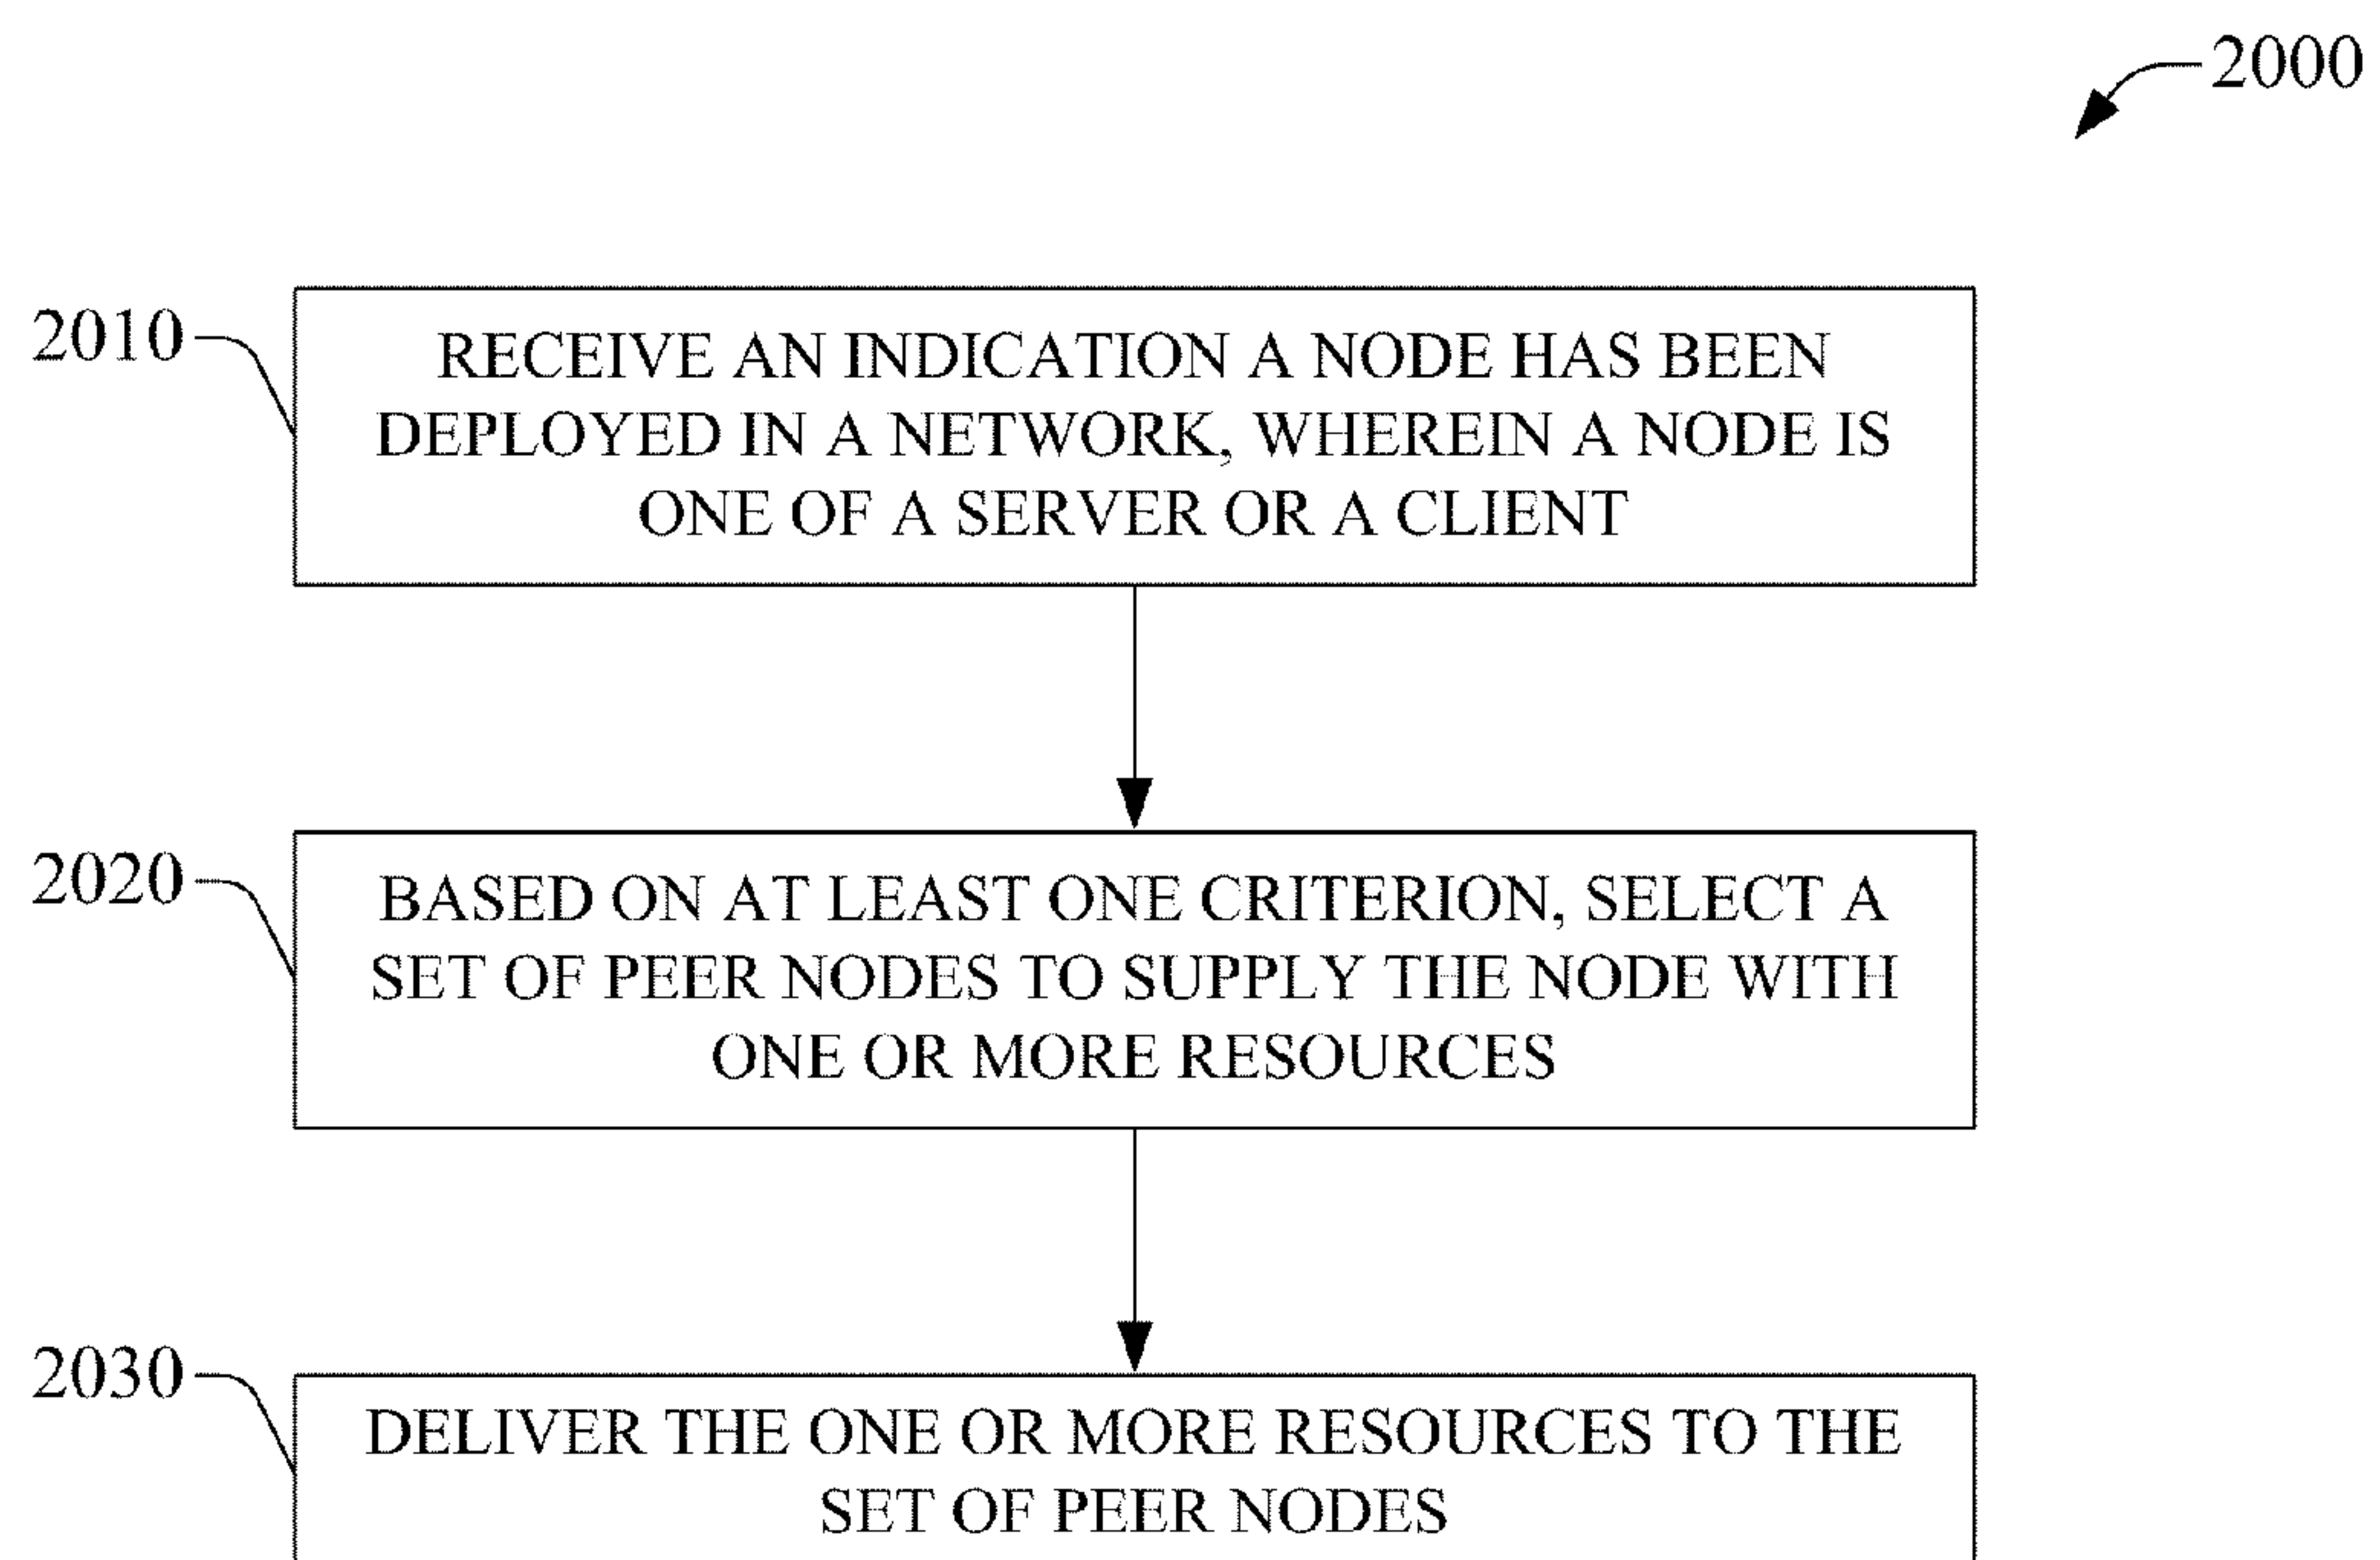 2000
2010
RECEIVE AN INDICATION A NODE HAS BEEN
DEPLOYED IN A NETWORK, WHEREIN A NODE IS
ONE OF A SERVER OR A CLIENT
2020
BASED ON AT LEAST ONE CRITERION, SELECT A
SET OF PEER NODES TO SUPPLY THE NODE WITH
ONE OR MORE RESOURCES
2030
DELIVER THE ONE OR MORE RESOURCES TO THE
SET OF PEER NODES